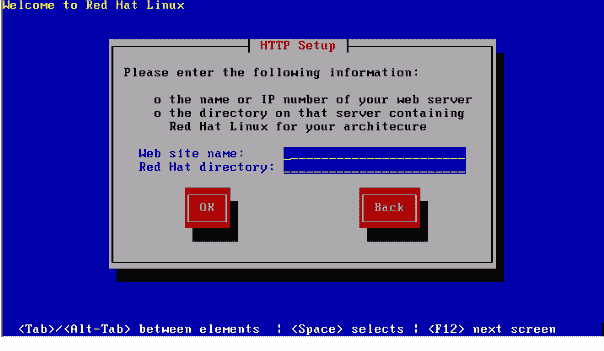 Welcome to Red Hat Linux
HTTP Setup
Please enter the following information:
o the name or IP number of your web server
o the directory on that server containing
Red Hat Linux for your architecure
Web site name:
Red Hat directory:
OK Back
<Tab>/<Alt-Tab> between elements | <Space> selects | <F12> next screen